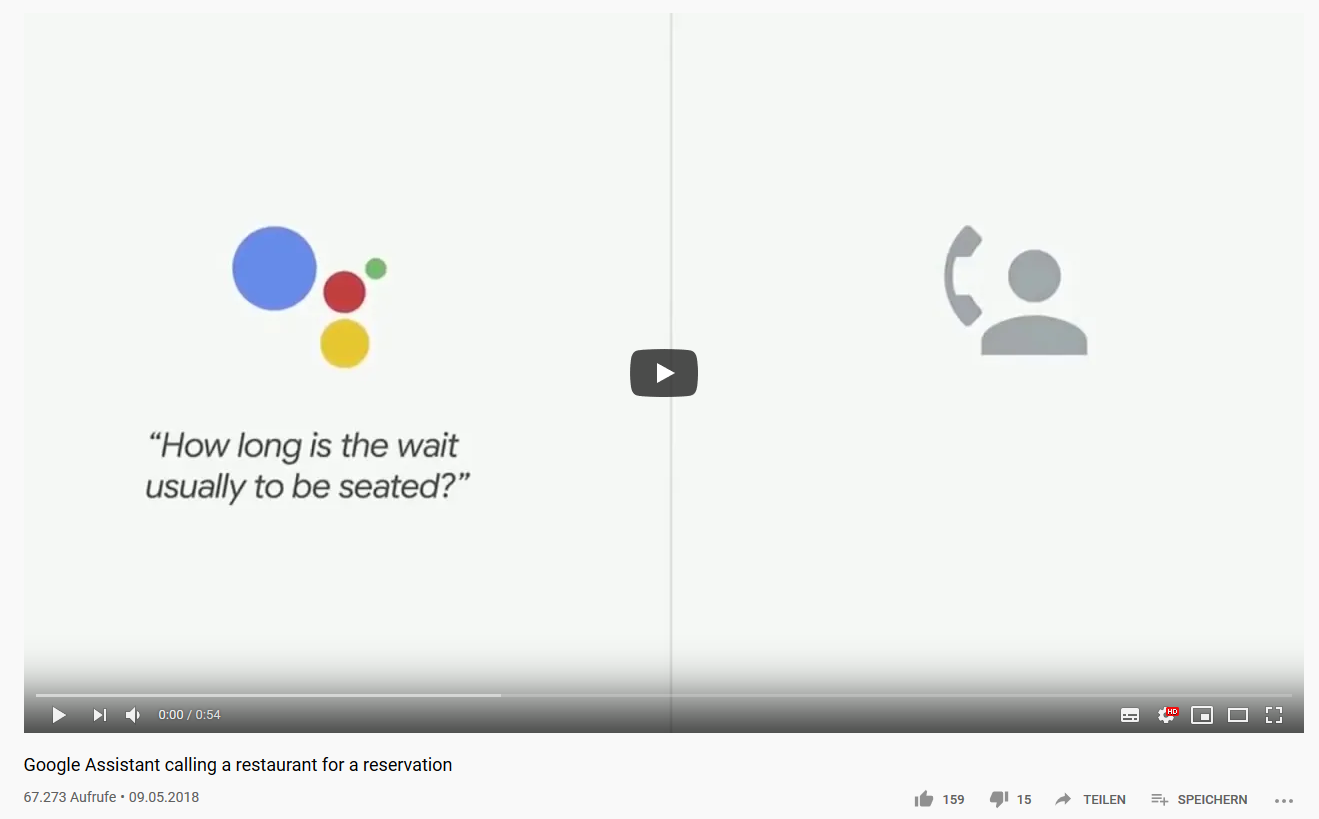 “How long is the wait
usually to be seated?”
0:00 / 0:54
HD
Google Assistant calling a restaurant for a reservation
67.273 Aufrufe • 09.05.2018
159
15
TEILEN
SPEICHERN